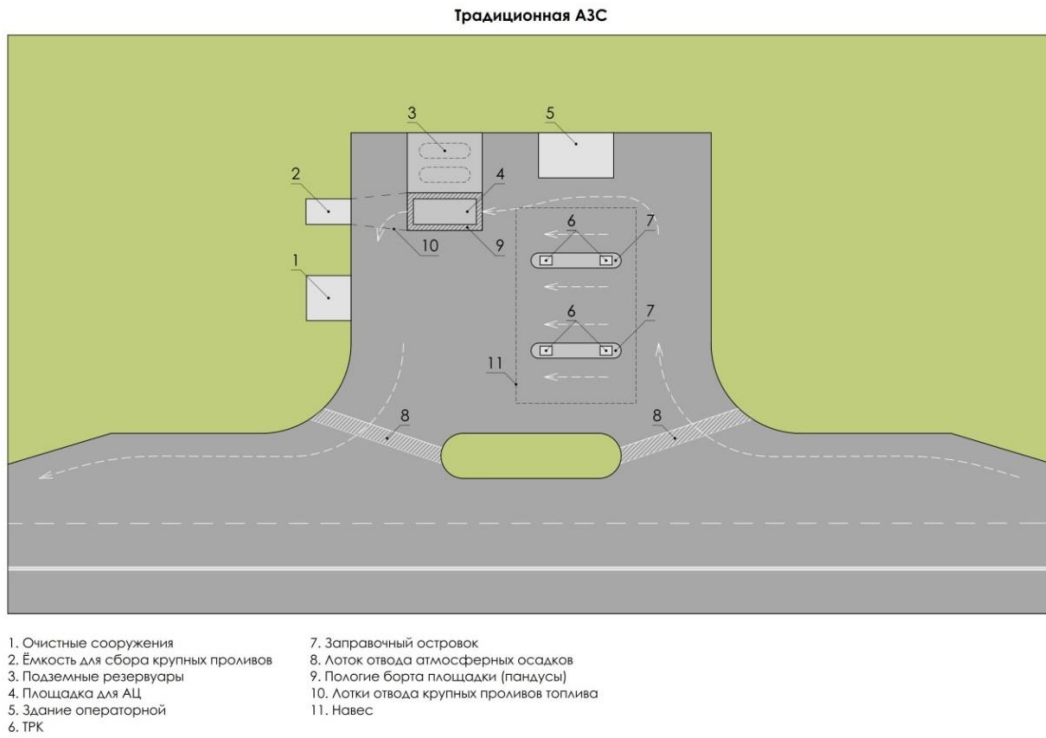 Традиционная АЗС
3
5
2
4
6
7
10
9
1
6
7
11
8
8
1. Очистные сооружения
2. Ёмкость для сбора крупных проливов
3. Подземные резервуары
4. Площадка для АЦ
5. Здание операторной
6. ТРК
7. Заправочный островок
8. Лоток отвода атмосферных осадков
9. Пологие борта площадки (пандусы)
10. Лотки отвода крупных проливов топлива
11. Навес